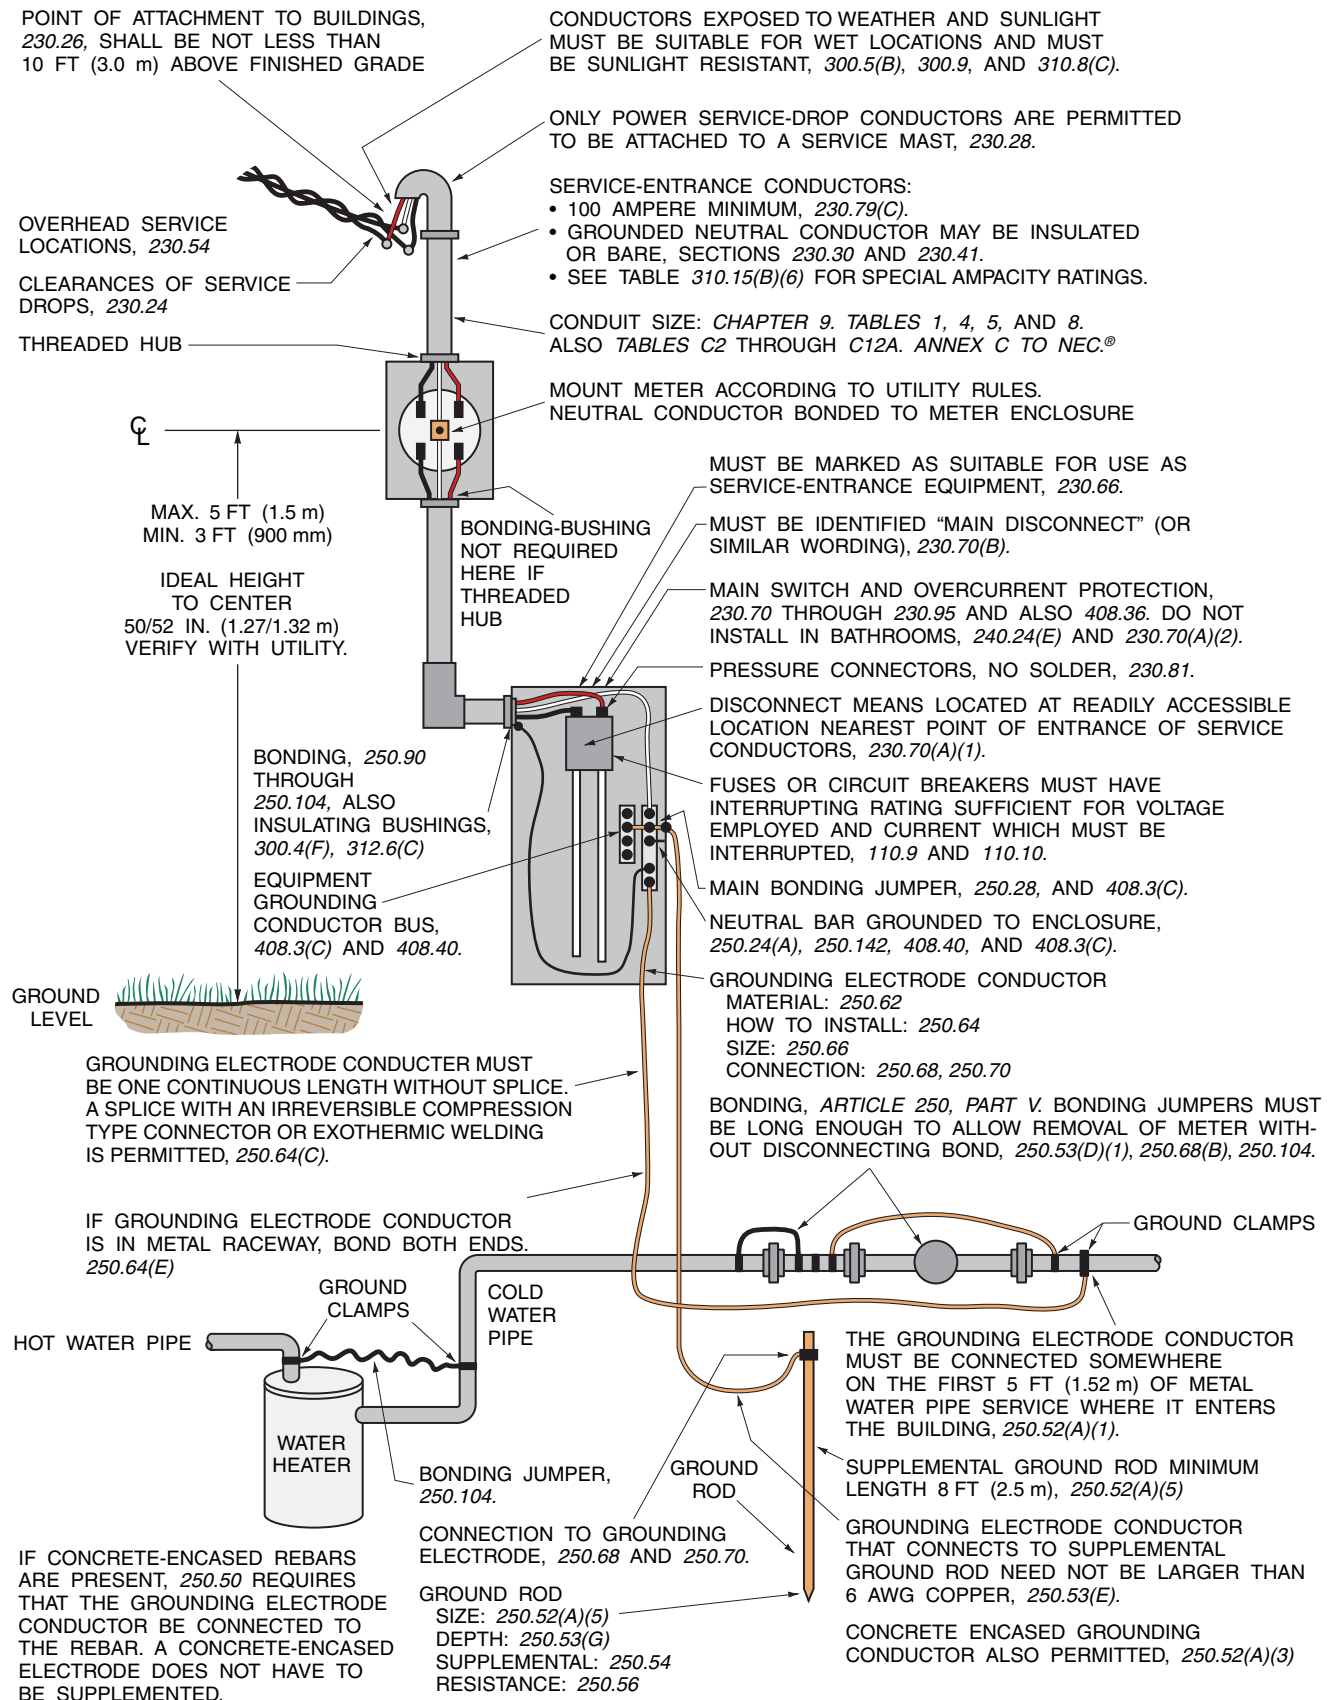 POINT OF ATTACHMENT TO BUILDINGS,
230.26, SHALL BE NOT LESS THAN
10 FT (3.0 m) ABOVE FINISHED GRADE
CONDUCTORS EXPOSED TO WEATHER AND SUNLIGHT
MUST BE SUITABLE FOR WET LOCATIONS AND MUST
BE SUNLIGHT RESISTANT, 300.5(B), 300.9, AND 310.8(C).
ONLY POWER SERVICE-DROP CONDUCTORS ARE PERMITTED
TO BE ATTACHED TO A SERVICE MAST, 230.28.
SERVICE-ENTRANCE CONDUCTORS:
• 100 AMPERE MINIMUM, 230.79(C).
• GROUNDED NEUTRAL CONDUCTOR MAY BE INSULATED
OR BARE, SECTIONS 230.30 AND 230.41.
• SEE TABLE 310.15(B)(6) FOR SPECIAL AMPACITY RATINGS.
OVERHEAD SERVICE
LOCATIONS, 230.54
CLEARANCES OF SERVICE
DROPS, 230.24
THREADED HUB
CONDUIT SIZE: CHAPTER 9. TABLES 1, 4, 5, AND 8.
ALSO TABLES C2 THROUGH C12A. ANNEX C TO NEC.®
MOUNT METER ACCORDING TO UTILITY RULES.
NEUTRAL CONDUCTOR BONDED TO METER ENCLOSURE
℄
MAX. 5 FT (1.5 m)
MIN. 3 FT (900 mm)
IDEAL HEIGHT
TO CENTER
50/52 IN. (1.27/1.32 m)
VERIFY WITH UTILITY.
BONDING-BUSHING
NOT REQUIRED
HERE IF
THREADED
HUB
MUST BE MARKED AS SUITABLE FOR USE AS
SERVICE-ENTRANCE EQUIPMENT, 230.66.
MUST BE IDENTIFIED “MAIN DISCONNECT” (OR
SIMILAR WORDING), 230.70(B).
MAIN SWITCH AND OVERCURRENT PROTECTION,
230.70 THROUGH 230.95 AND ALSO 408.36. DO NOT
INSTALL IN BATHROOMS, 240.24(E) AND 230.70(A)(2).
PRESSURE CONNECTORS, NO SOLDER, 230.81.
DISCONNECT MEANS LOCATED AT READILY ACCESSIBLE
LOCATION NEAREST POINT OF ENTRANCE OF SERVICE
CONDUCTORS, 230.70(A)(1).
FUSES OR CIRCUIT BREAKERS MUST HAVE
INTERRUPTING RATING SUFFICIENT FOR VOLTAGE
EMPLOYED AND CURRENT WHICH MUST BE
INTERRUPTED, 110.9 AND 110.10.
MAIN BONDING JUMPER, 250.28, AND 408.3(C).
NEUTRAL BAR GROUNDED TO ENCLOSURE,
250.24(A), 250.142, 408.40, AND 408.3(C).
GROUNDING ELECTRODE CONDUCTOR
MATERIAL: 250.62
HOW TO INSTALL: 250.64
SIZE: 250.66
CONNECTION: 250.68, 250.70
BONDING, 250.90
THROUGH
250.104, ALSO
INSULATING BUSHINGS,
300.4(F), 312.6(C)
EQUIPMENT
GROUNDING
CONDUCTOR BUS,
408.3(C) AND 408.40.
GROUND
LEVEL
GROUNDING ELECTRODE CONDUCTER MUST
BE ONE CONTINUOUS LENGTH WITHOUT SPLICE.
A SPLICE WITH AN IRREVERSIBLE COMPRESSION
TYPE CONNECTOR OR EXOTHERMIC WELDING
IS PERMITTED, 250.64(C).
BONDING, ARTICLE 250, PART V. BONDING JUMPERS MUST
BE LONG ENOUGH TO ALLOW REMOVAL OF METER WITH-
OUT DISCONNECTING BOND, 250.53(D)(1), 250.68(B), 250.104.
IF GROUNDING ELECTRODE CONDUCTOR
IS IN METAL RACEWAY, BOND BOTH ENDS.
250.64(E)
GROUND CLAMPS
GROUND
CLAMPS
COLD
WATER
PIPE
HOT WATER PIPE
WATER
HEATER
BONDING JUMPER,
250.104.
GROUND
ROD
THE GROUNDING ELECTRODE CONDUCTOR
MUST BE CONNECTED SOMEWHERE
ON THE FIRST 5 FT (1.52 m) OF METAL
WATER PIPE SERVICE WHERE IT ENTERS
THE BUILDING, 250.52(A)(1).
SUPPLEMENTAL GROUND ROD MINIMUM
LENGTH 8 FT (2.5 m), 250.52(A)(5)
CONNECTION TO GROUNDING
ELECTRODE, 250.68 AND 250.70.
GROUNDING ELECTRODE CONDUCTOR
THAT CONNECTS TO SUPPLEMENTAL
GROUND ROD NEED NOT BE LARGER THAN
6 AWG COPPER, 250.53(E).
IF CONCRETE-ENCASED REBARS
ARE PRESENT, 250.50 REQUIRES
THAT THE GROUNDING ELECTRODE
CONDUCTOR BE CONNECTED TO
THE REBAR. A CONCRETE-ENCASED
ELECTRODE DOES NOT HAVE TO
BE SUPPLEMENTED.
GROUND ROD
SIZE: 250.52(A)(5)
DEPTH: 250.53(G)
SUPPLEMENTAL: 250.54
RESISTANCE: 250.56
CONCRETE ENCASED GROUNDING
CONDUCTOR ALSO PERMITTED, 250.52(A)(3)